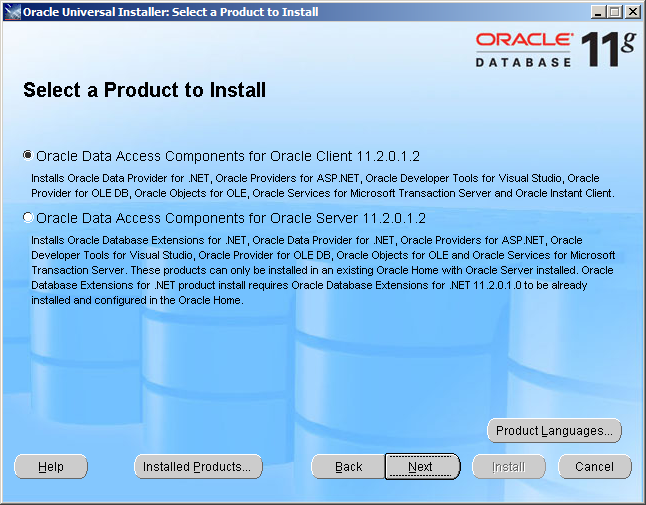 Oracle Universal Installer: Select a Product to Install
ORACLE
DATABASE 11g
Select a Product to Install
Oracle Data Access Components for Oracle Client 11.2.0.1.2
Installs Oracle Data Provider for .NET, Oracle Providers for ASP.NET, Oracle Developer Tools for Visual Studio, Oracle
Provider for OLE DB, Oracle Objects for OLE, Oracle Services for Microsoft Transaction Server and Oracle Instant Client.
Oracle Data Access Components for Oracle Server 11.2.0.1.2
Installs Oracle Database Extensions for .NET, Oracle Data Provider for .NET, Oracle Providers for ASP.NET, Oracle
Developer Tools for Visual Studio, Oracle Provider for OLE DB, Oracle Objects for OLE and Oracle Services for Microsoft
Transaction Server. These products can only be installed in an existing Oracle Home with Oracle Server installed. Oracle
Database Extensions for .NET product install requires Oracle Database Extensions for .NET 11.2.0.1.0 to be already
installed and configured in the Oracle Home.
Product Languages...
Help Installed Products... Back Next Install Cancel